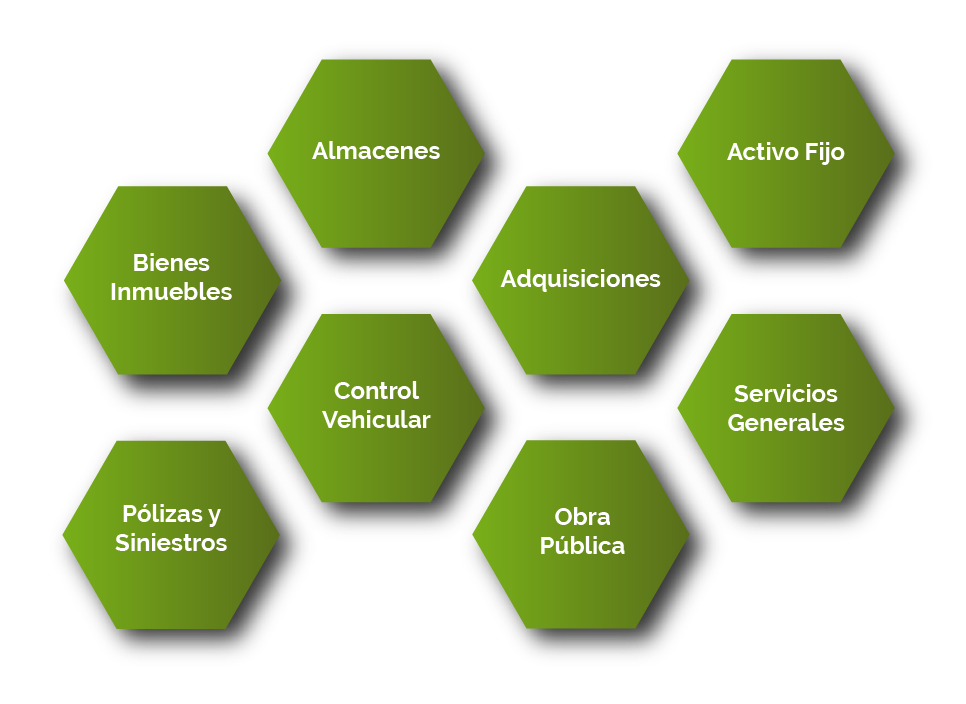 Almacenes
Activo Fijo
Bienes
Inmuebles
Adquisiciones
Control
Vehicular
Servicios
Generales
Pólizas y
Siniestros
Obra
Pública